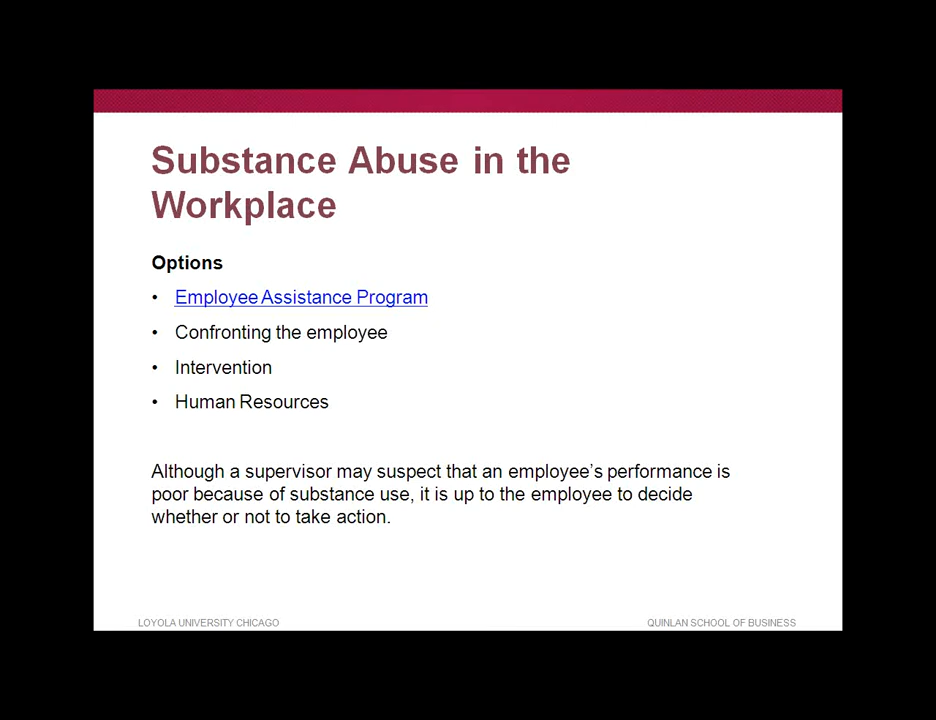 Substance Abuse in the
Workplace
Options
• Employee Assistance Program
• Confronting the employee
• Intervention
• Human Resources
Although a supervisor may suspect that an employee’s performance is
poor because of substance use, it is up to the employee to decide
whether or not to take action.
LOYOLA UNIVERSITY CHICAGO
QUINLAN SCHOOL OF BUSINESS